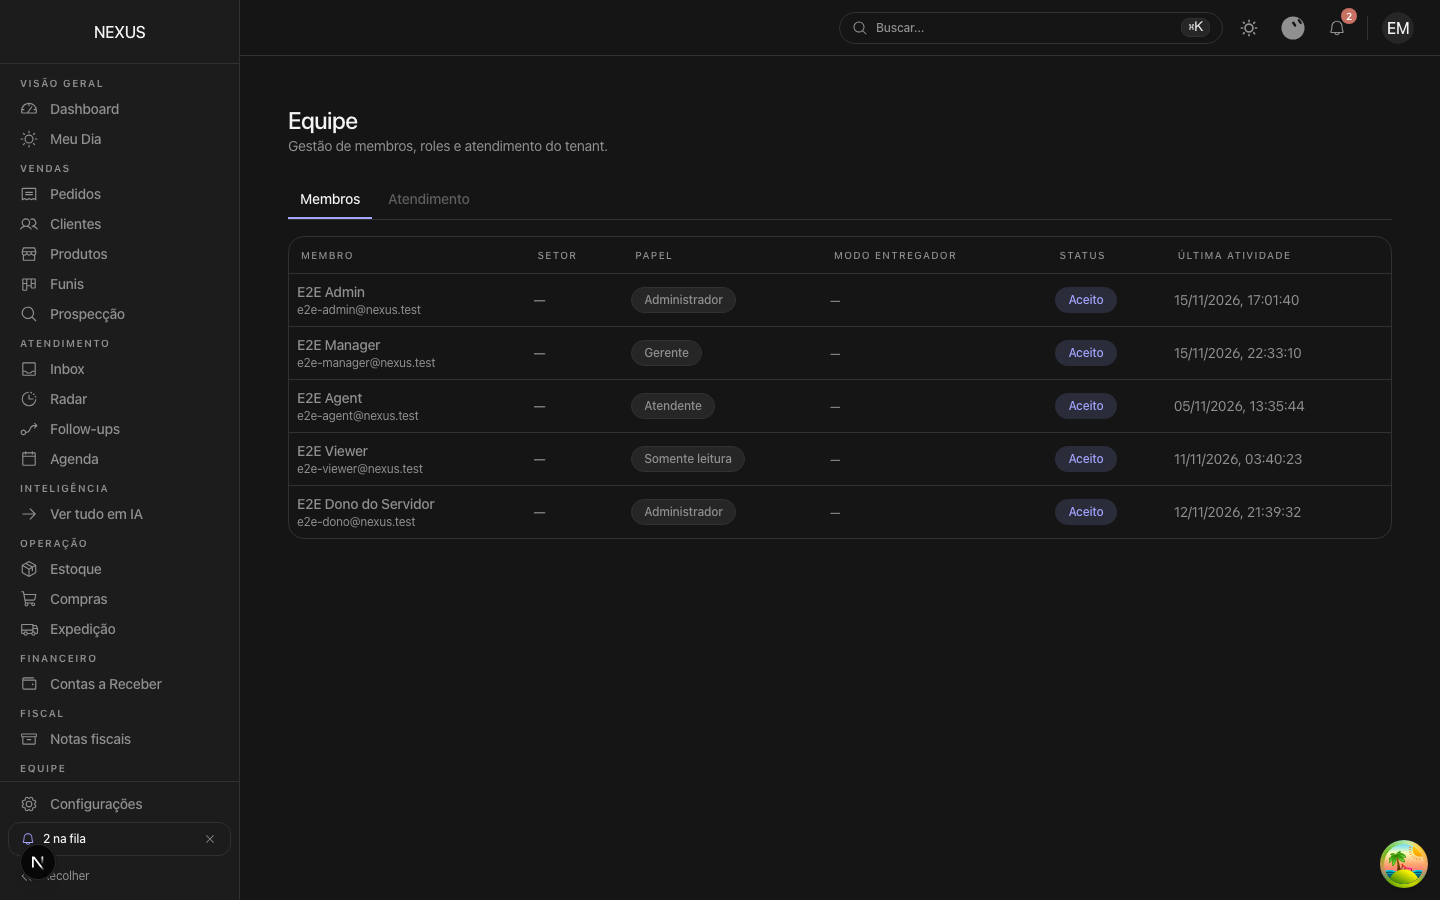 NEXUS
Buscar...
⌘K
2
EM
VISÃO GERAL
Dashboard
Meu Dia
VENDAS
Pedidos
Clientes
Produtos
Funis
Prospecção
ATENDIMENTO
Inbox
Radar
Follow-ups
Agenda
INTELIGÊNCIA
Ver tudo em IA
OPERAÇÃO
Estoque
Compras
Expedição
FINANCEIRO
Contas a Receber
FISCAL
Notas fiscais
EQUIPE
Configurações
2 na fila
N
ecolher
Equipe
Gestão de membros, roles e atendimento do tenant.
Membros Atendimento
MEMBRO SETOR PAPEL MODO ENTREGADOR STATUS ÚLTIMA ATIVIDADE
E2E Admin
e2e-admin@nexus.test — Administrador — Aceito 15/11/2026, 17:01:40
E2E Manager
e2e-manager@nexus.test — Gerente — Aceito 15/11/2026, 22:33:10
E2E Agent
e2e-agent@nexus.test — Atendente — Aceito 05/11/2026, 13:35:44
E2E Viewer
e2e-viewer@nexus.test — Somente leitura — Aceito 11/11/2026, 03:40:23
E2E Dono do Servidor
e2e-dono@nexus.test — Administrador — Aceito 12/11/2026, 21:39:32